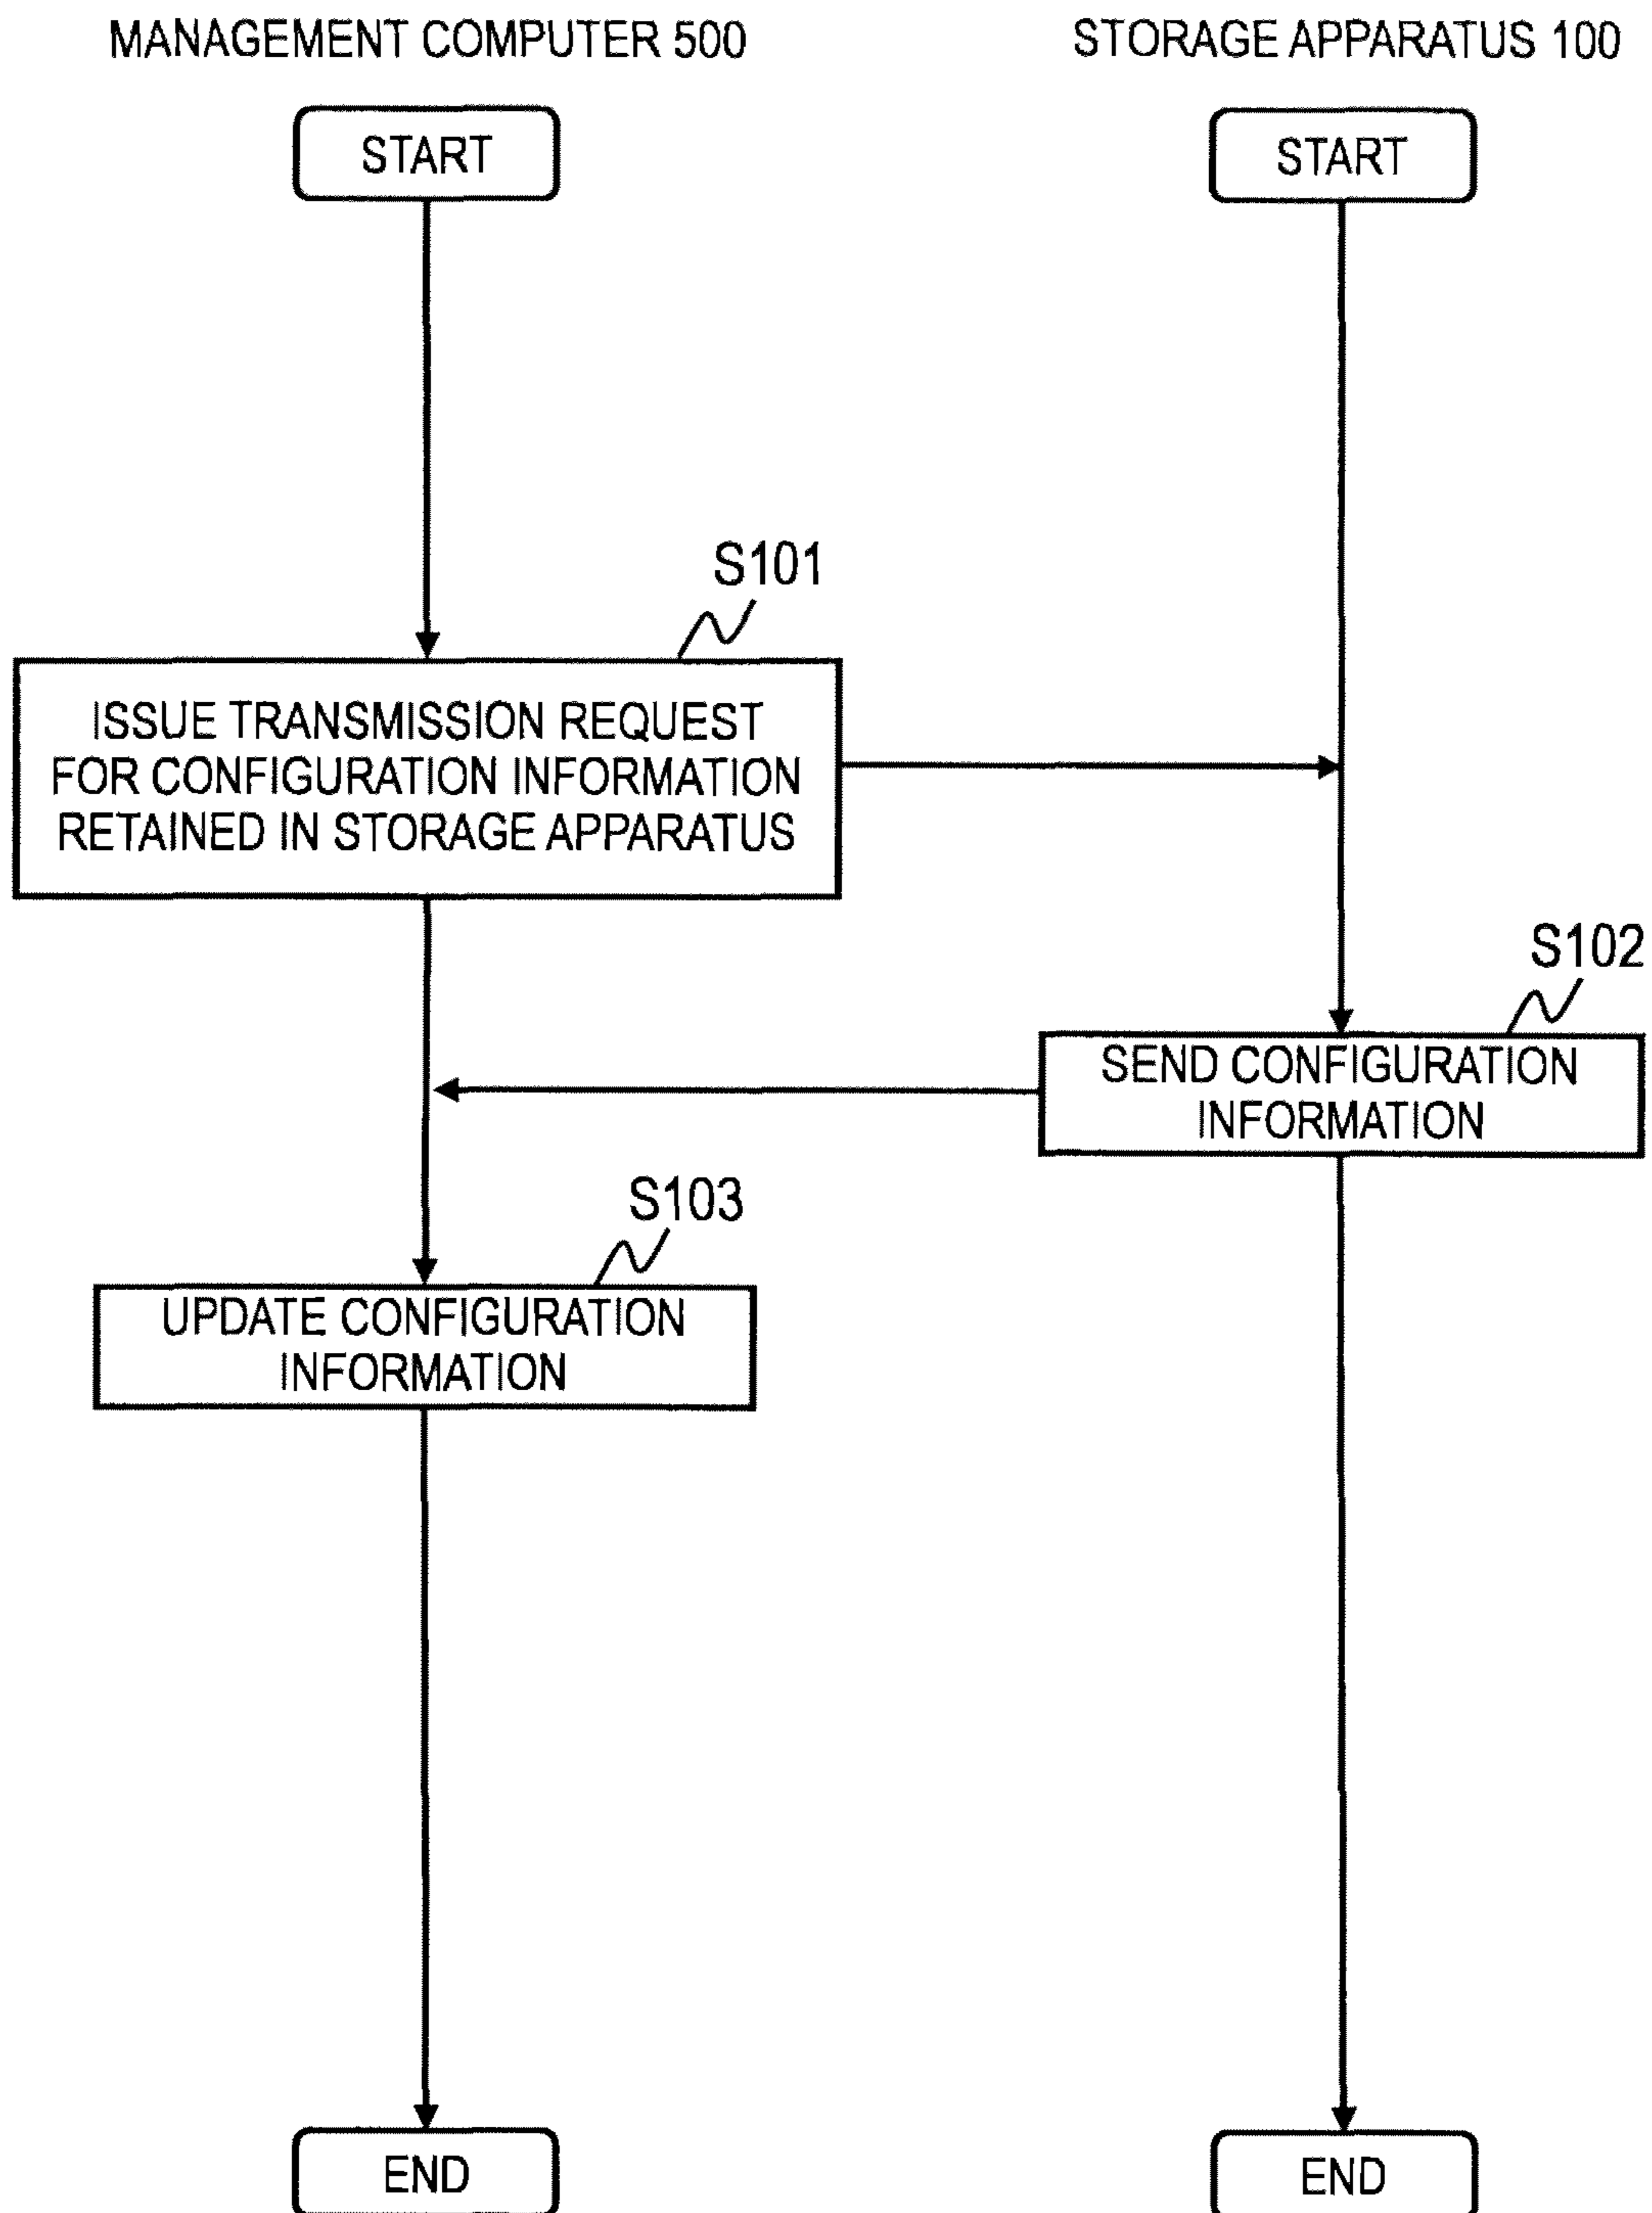 MANAGEMENT COMPUTER 500
STORAGE APPARATUS 100
START
START
S101
ISSUE TRANSMISSION REQUEST
FOR CONFIGURATION INFORMATION
RETAINED IN STORAGE APPARATUS
S102
SEND CONFIGURATION
INFORMATION
S103
UPDATE CONFIGURATION
INFORMATION
END
END